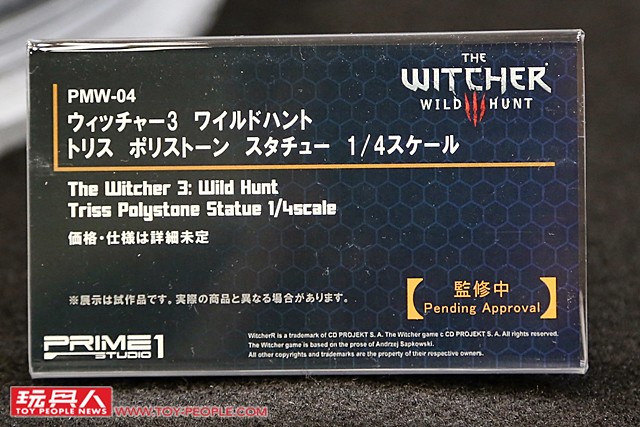 THE
WITCHER
WILD HUNT
PMW-04
ウィッチャー3 ワイルドハント
トリス ポリストーン スタチュー 1/4スケール
The Witcher 3: Wild Hunt
Triss Polystone Statue 1/4scale
価格・仕様は詳細未定
※展示は試作品です。実際の商品と異なる場合があります。
【監修中
Pending Approval】
PRIME 1
STUDIO
WitcherR is a trademark of CD PROJEKT S. A. The Witcher game c CD PROJEKT S. A. All rights reserved.
The Witcher game is based on the prose of Andrzej Sapkowski.
All other copyrights and trademarks are the property of their respective owners.
玩具人
TOY PEOPLE NEWS
WWW.TOY-PEOPLE.COM